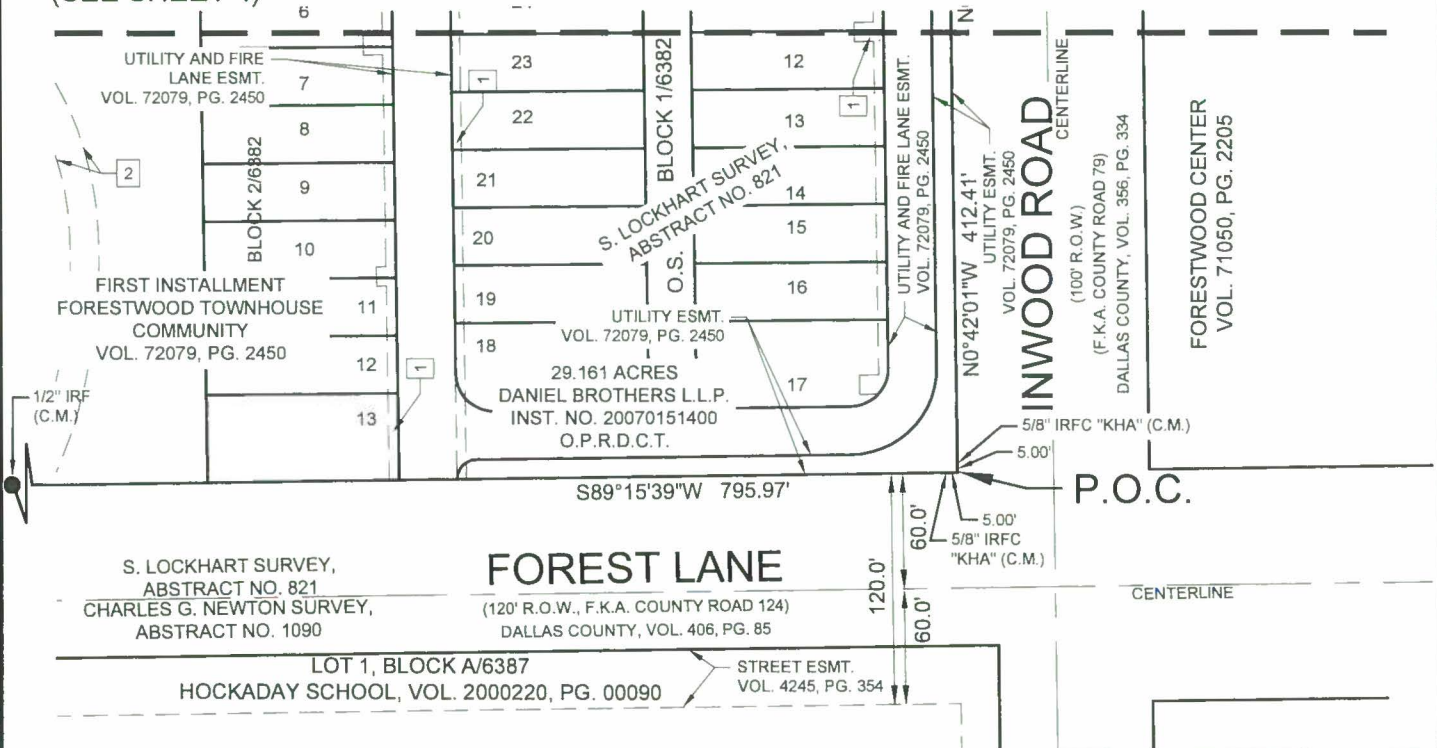 (SEE SHEET 4)
6
UTILITY AND FIRE
LANE ESMT.
VOL. 72079, PG. 2450
7
8
9
10
11
12
13
BLOCK 2/6382
2
FIRST INSTALLMENT
FORESTWOOD TOWNHOUSE
COMMUNITY
VOL. 72079, PG. 2450
1/2" IRF
(C.M.)
1
1
23
22
21
20
19
18
BLOCK 1/6382
O.S.
S. LOCKHART SURVEY,
ABSTRACT NO. 821
UTILITY ESMT.
VOL. 72079, PG. 2450
29.161 ACRES
DANIEL BROTHERS L.L.P.
INST. NO. 20070151400
O.P.R.D.C.T.
12
13
14
15
16
17
1
UTILITY AND FIRE LANE ESMT.
VOL. 72079, PG. 2450
N
N0°42'01"W 412.41'
UTILITY ESMT.
VOL. 72079, PG. 2450
INWOOD ROAD
CENTERLINE
(100' R.O.W.)
(F.K.A. COUNTY ROAD 79)
DALLAS COUNTY, VOL. 356, PG. 334
FORESTWOOD CENTER
VOL. 71050, PG. 2205
5/8" IRFC "KHA" (C.M.)
5.00'
P.O.C.
S89°15'39"W 795.97'
5.00'
5/8" IRFC
"KHA" (C.M.)
60.0'
120.0'
60.0'
S. LOCKHART SURVEY,
ABSTRACT NO. 821
CHARLES G. NEWTON SURVEY,
ABSTRACT NO. 1090
FOREST LANE
(120' R.O.W., F.K.A. COUNTY ROAD 124)
DALLAS COUNTY, VOL. 406, PG. 85
CENTERLINE
LOT 1, BLOCK A/6387
HOCKADAY SCHOOL, VOL. 2000220, PG. 00090
STREET ESMT.
VOL. 4245, PG. 354